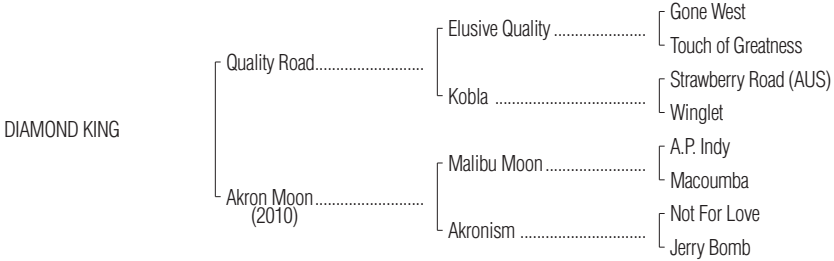 Gone West
Elusive Quality ......................
Touch of Greatness
Quality Road..........................
Strawberry Road (AUS)
Kobla ....................................
Winglet
DIAMOND KING
A.P. Indy
Malibu Moon........................
Macoumba
Akron Moon..........................
(2010)
Not For Love
Akronism ..............................
Jerry Bomb